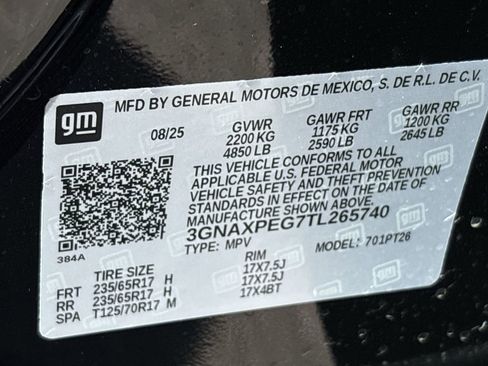 gm
MFD BY GENERAL MOTORS DE MEXICO, S. DE R.L. DE C.V.
08/25 GVWR GAWR FRT GAWR RR
2200 KG 1175 KG 1200 KG
4850 LB 2590 LB 2645 LB
THIS VEHICLE CONFORMS TO ALL
APPLICABLE U.S. FEDERAL MOTOR
VEHICLE SAFETY AND THEFT PREVENTION
STANDARDS IN EFFECT ON THE DATE OF
MANUFACTURE SHOWN ABOVE.
3GNAXPEG7TL265740
384A TYPE: MPV MODEL: 701PT26
TIRE SIZE RIM
FRT 235/65R17 H 17X7.5J
RR 235/65R17 H 17X7.5J
SPA T125/70R17 M 17X4BT